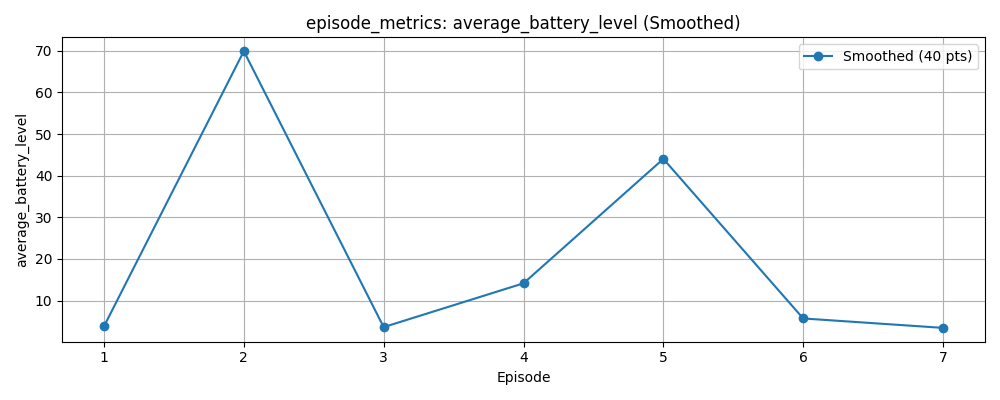 episode_metrics: average_battery_level (Smoothed)
Smoothed (40 pts)
average_battery_level
70
60
50
40
30
20
10
1 2 3 4 5 6 7
Episode